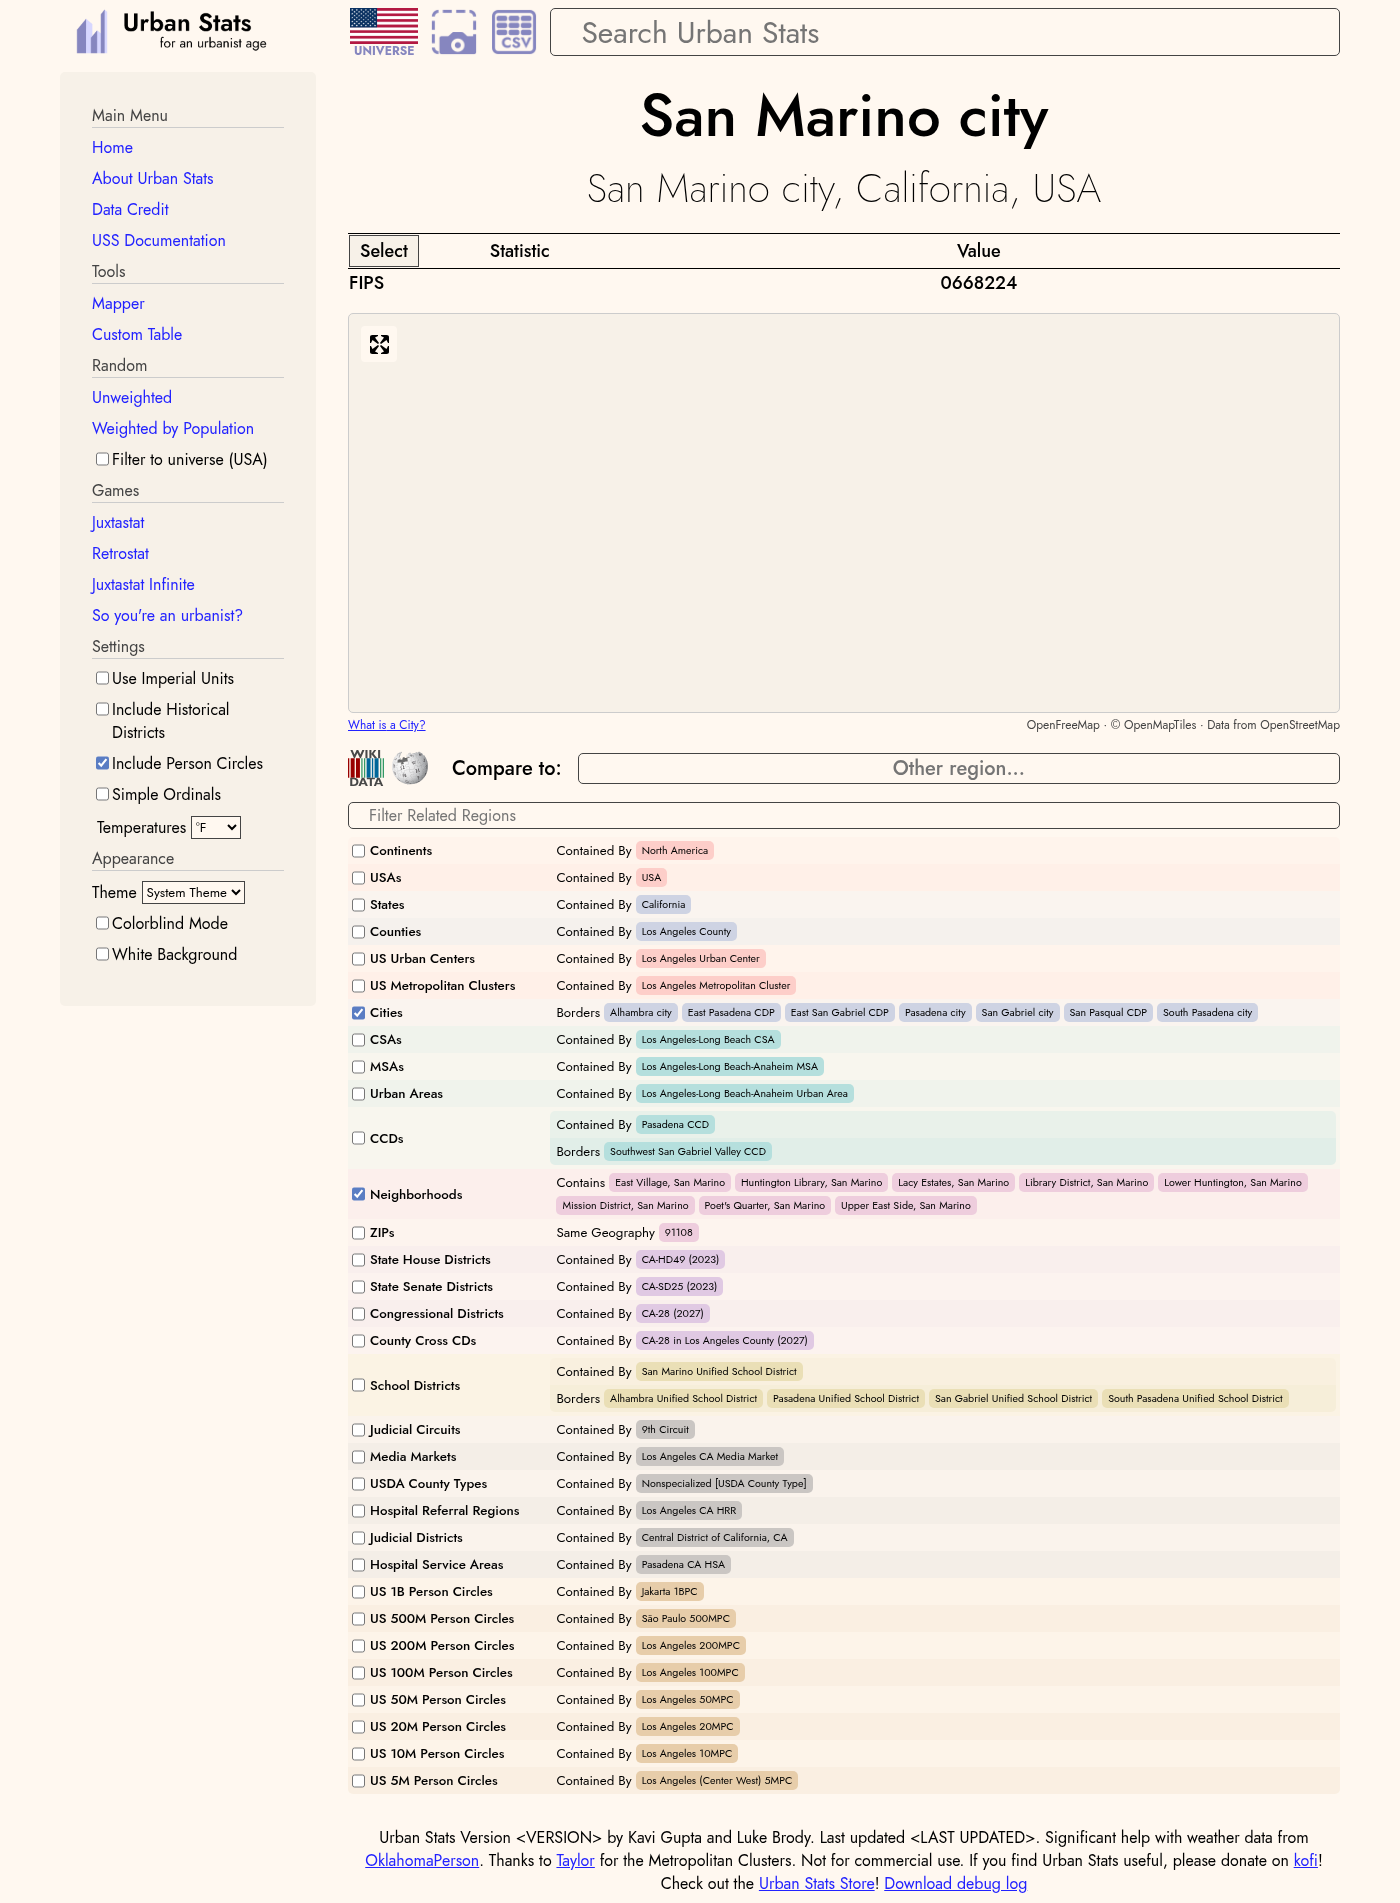 Urban Stats
for an urbanist age
UNIVERSE
CSV
Search Urban Stats
Main Menu
Home
About Urban Stats
Data Credit
USS Documentation
Tools
Mapper
Custom Table
Random
Unweighted
Weighted by Population
Filter to universe (USA)
Games
Juxtastat
Retrostat
Juxtastat Infinite
So you're an urbanist?
Settings
Use Imperial Units
Include Historical
Districts
Include Person Circles
Simple Ordinals
Temperatures °F
Appearance
Theme System Theme
Colorblind Mode
White Background
San Marino city
San Marino city, California, USA
Select Statistic Value
FIPS 0668224
What is a City? OpenFreeMap · © OpenMapTiles · Data from OpenStreetMap
WIKI
DATA
Compare to: Other region...
Filter Related Regions
Continents Contained By North America
USAs Contained By USA
States Contained By California
Counties Contained By Los Angeles County
US Urban Centers Contained By Los Angeles Urban Center
US Metropolitan Clusters Contained By Los Angeles Metropolitan Cluster
Cities Borders Alhambra city East Pasadena CDP East San Gabriel CDP Pasadena city San Gabriel city San Pasqual CDP South Pasadena city
CSAs Contained By Los Angeles-Long Beach CSA
MSAs Contained By Los Angeles-Long Beach-Anaheim MSA
Urban Areas Contained By Los Angeles-Long Beach-Anaheim Urban Area
CCDs Contained By Pasadena CCD
Borders Southwest San Gabriel Valley CCD
Neighborhoods Contains East Village, San Marino Huntington Library, San Marino Lacy Estates, San Marino Library District, San Marino Lower Huntington, San Marino
Mission District, San Marino Poet's Quarter, San Marino Upper East Side, San Marino
ZIPs Same Geography 91108
State House Districts Contained By CA-HD49 (2023)
State Senate Districts Contained By CA-SD25 (2023)
Congressional Districts Contained By CA-28 (2027)
County Cross CDs Contained By CA-28 in Los Angeles County (2027)
School Districts Contained By San Marino Unified School District
Borders Alhambra Unified School District Pasadena Unified School District San Gabriel Unified School District South Pasadena Unified School District
Judicial Circuits Contained By 9th Circuit
Media Markets Contained By Los Angeles CA Media Market
USDA County Types Contained By Nonspecialized [USDA County Type]
Hospital Referral Regions Contained By Los Angeles CA HRR
Judicial Districts Contained By Central District of California, CA
Hospital Service Areas Contained By Pasadena CA HSA
US 1B Person Circles Contained By Jakarta 1BPC
US 500M Person Circles Contained By São Paulo 500MPC
US 200M Person Circles Contained By Los Angeles 200MPC
US 100M Person Circles Contained By Los Angeles 100MPC
US 50M Person Circles Contained By Los Angeles 50MPC
US 20M Person Circles Contained By Los Angeles 20MPC
US 10M Person Circles Contained By Los Angeles 10MPC
US 5M Person Circles Contained By Los Angeles (Center West) 5MPC
Urban Stats Version <VERSION> by Kavi Gupta and Luke Brody. Last updated <LAST UPDATED>. Significant help with weather data from
OklahomaPerson. Thanks to Taylor for the Metropolitan Clusters. Not for commercial use. If you find Urban Stats useful, please donate on kofi!
Check out the Urban Stats Store! Download debug log